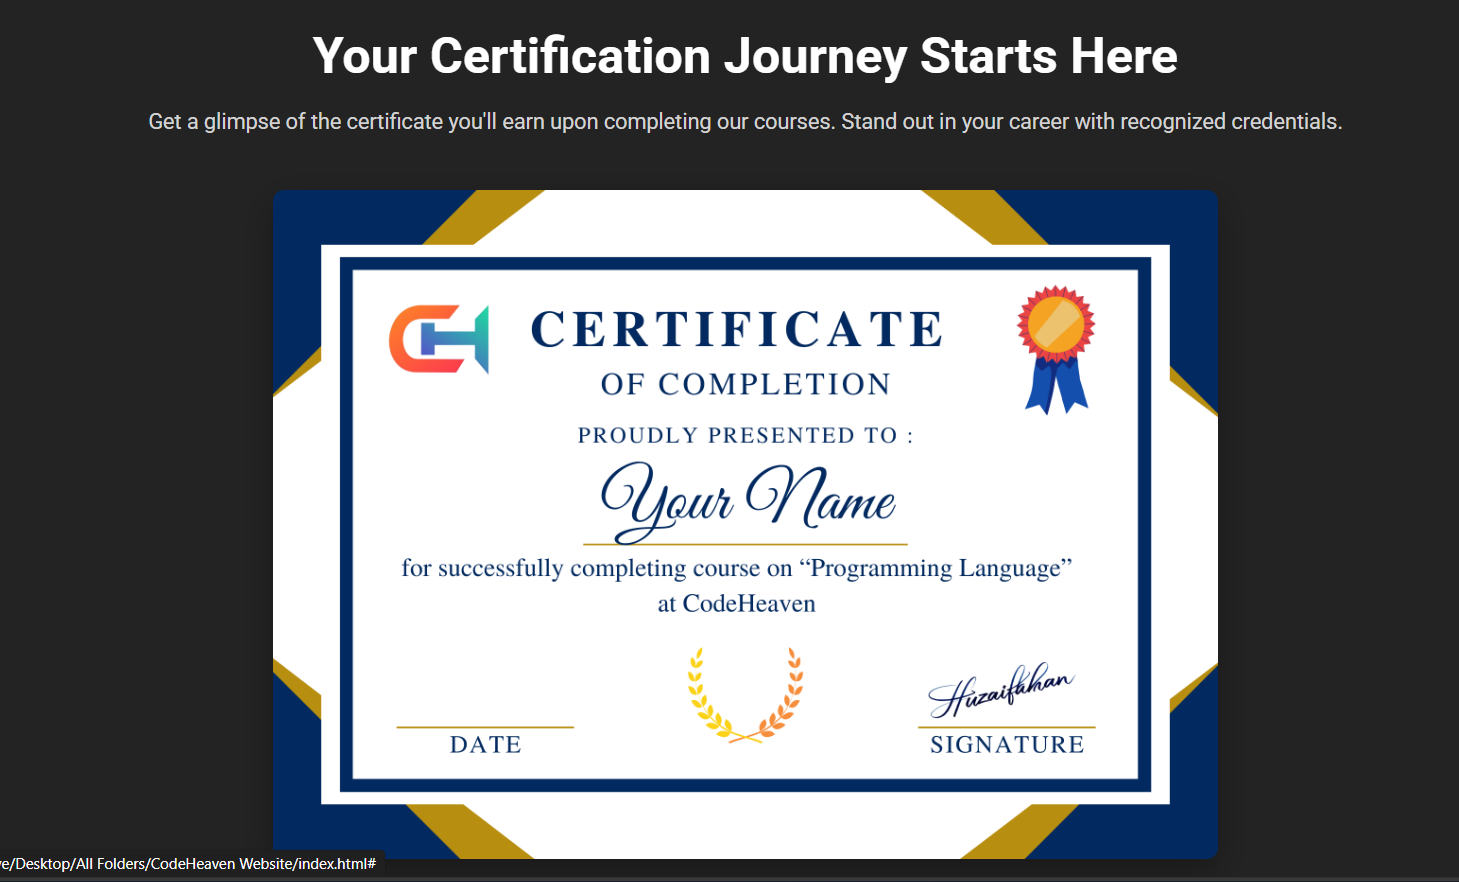 Your Certification Journey Starts Here
Get a glimpse of the certificate you'll earn upon completing our courses. Stand out in your career with recognized credentials.
CH
CERTIFICATE
OF COMPLETION
PROUDLY PRESENTED TO :
Your Name
for successfully completing course on “Programming Language”
at CodeHeaven
Huzaifakhan
DATE
SIGNATURE
ve/Desktop/All Folders/CodeHeaven Website/index.html#